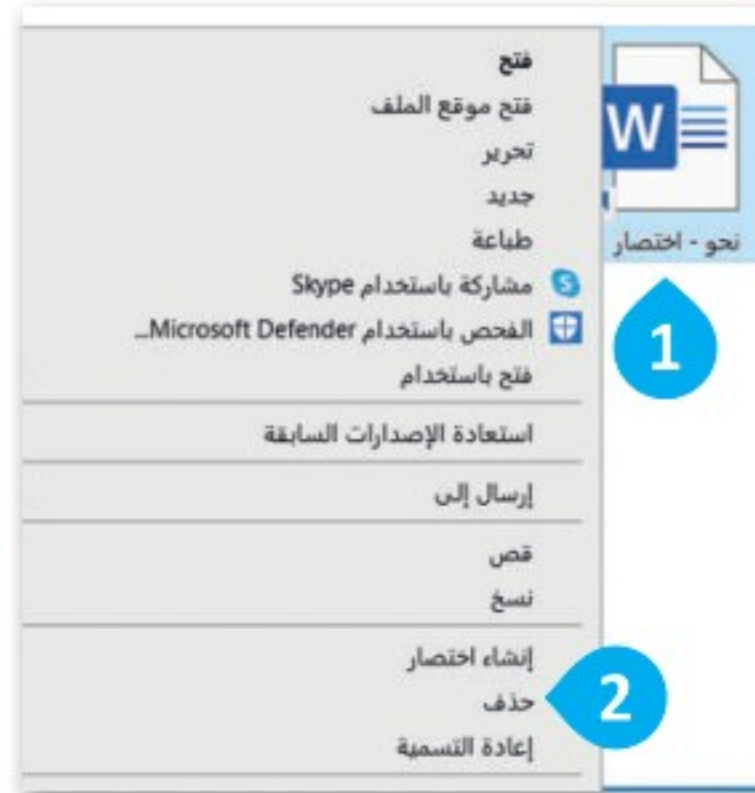 فتح
فتح موقع الملف
تحرير
جديد
طباعة
مشاركة باستخدام Skype
الفحص باستخدام Microsoft Defender...
فتح باستخدام
استعادة الإصدارات السابقة
إرسال إلى
قص
نسخ
إنشاء اختصار
حذف
إعادة التسمية
W
نحو - اختصار
1
2